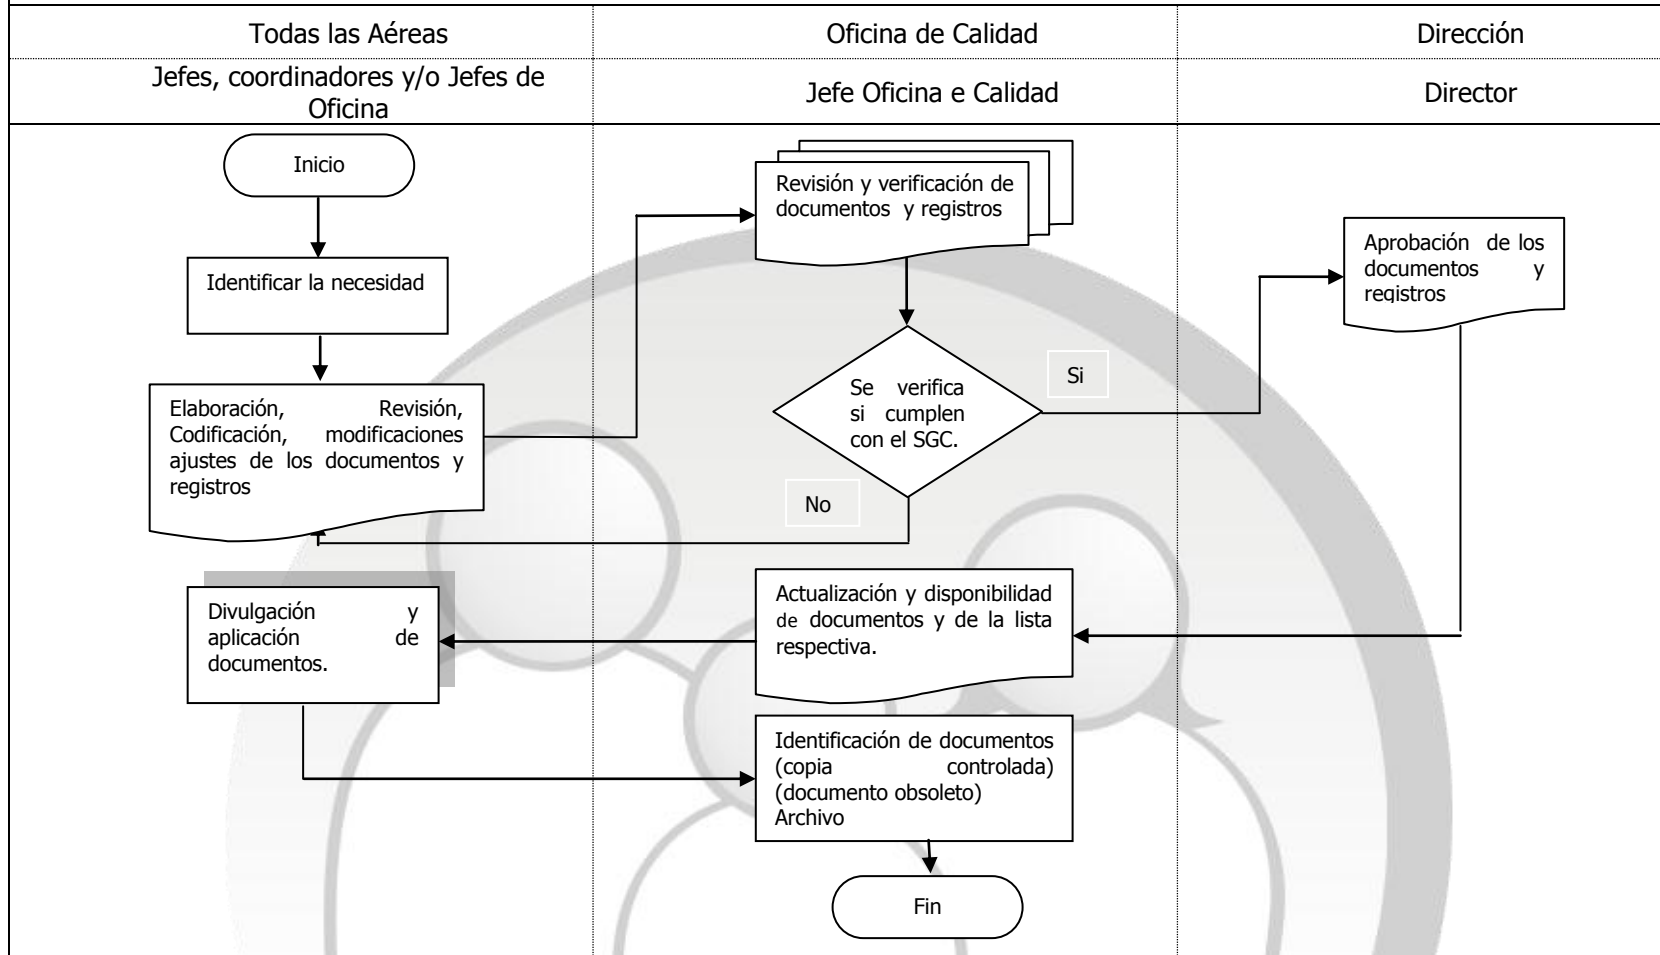 Todas las Aéreas
Oficina de Calidad
Dirección
Jefes, coordinadores y/o Jefes de
Oficina
Jefe Oficina e Calidad
Director
Inicio
Identificar la necesidad
Elaboración, Revisión,
Codificación, modificaciones
ajustes de los documentos y
registros
Revisión y verificación de
documentos y registros
Se verifica
si cumplen
con el SGC.
Si
No
Aprobación de los
documentos y
registros
Actualización y disponibilidad
de documentos y de la lista
respectiva.
Divulgación y
aplicación de
documentos.
Identificación de documentos
(copia controlada)
(documento obsoleto)
Archivo
Fin